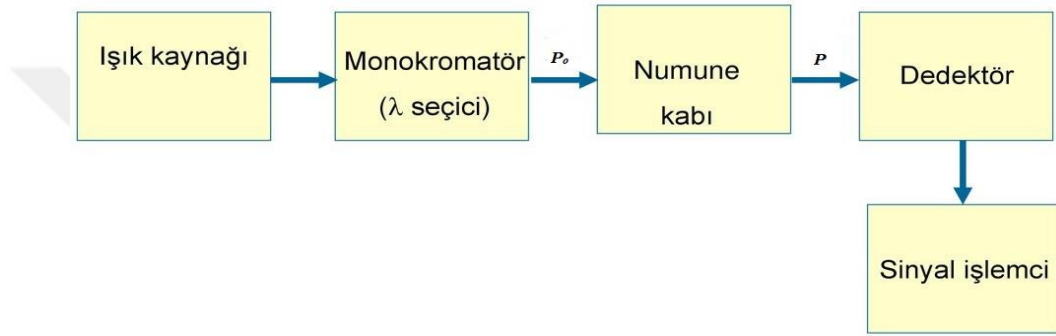 Işık kaynağı
Monokromatör
(λ seçici)
P₀
Numune
kabı
P
Dedektör
Sinyal işlemci